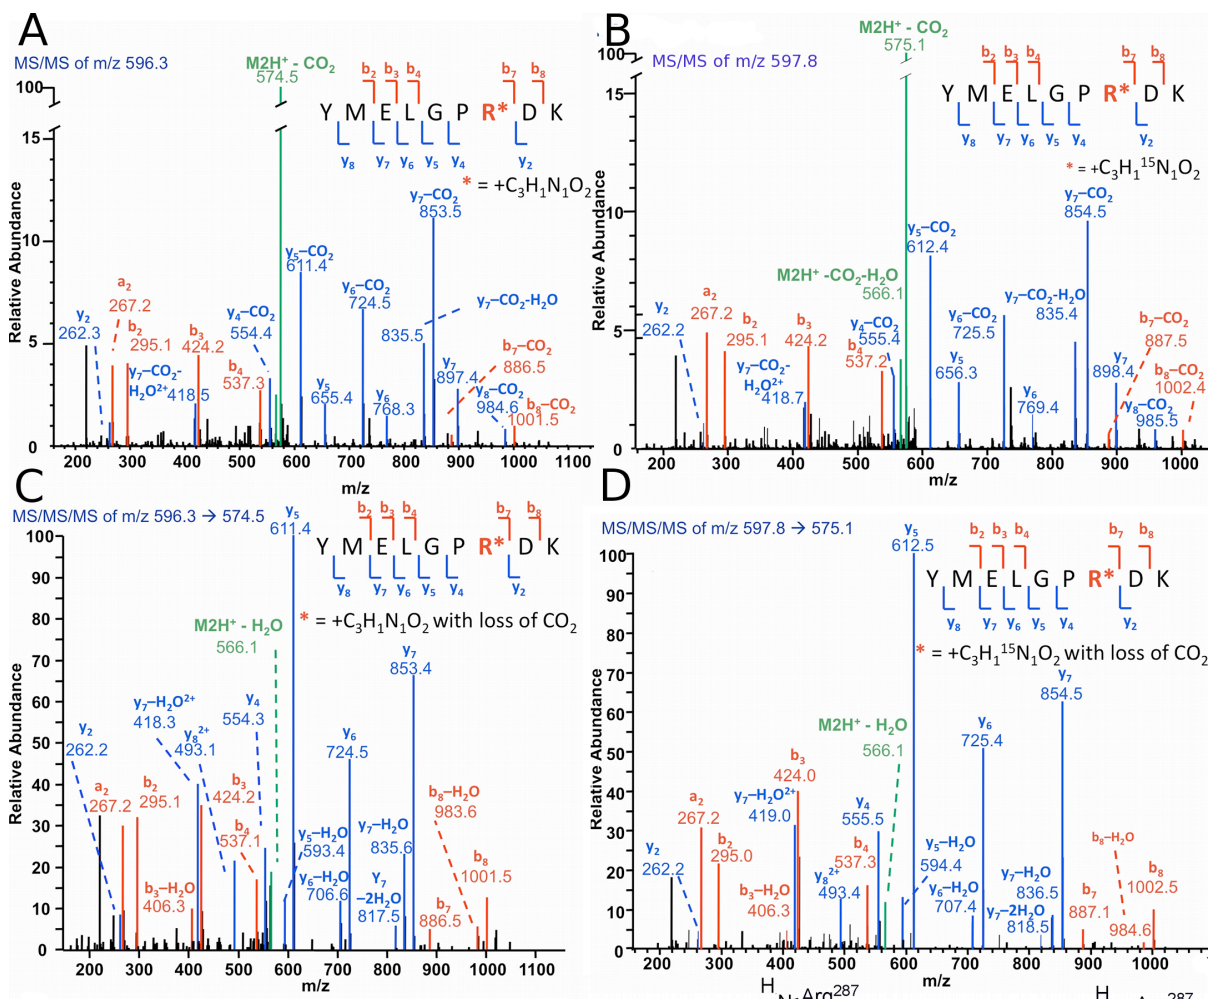 A
MS/MS of m/z 596.3
M2H⁺ - CO₂
574.5
b₂ b₃ b₄ b₇ b₈
Y M E L G P R* D K
y₈ y₇ y₆ y₅ y₄ y₂
* = +C₃H₁N₁O₂
100
15
10
5
0
Relative Abundance
y₂
262.3
a₂
267.2
b₂
295.1
y₇–CO₂-
H₂O²⁺ 418.5
b₃
424.2
b₄
537.3
y₄–CO₂
554.4
y₅–CO₂
611.4
y₅
655.4
y₆–CO₂
724.5
y₆
768.3
835.5
y₇–CO₂-H₂O
y₇–CO₂
853.5
y₇
897.4
b₇–CO₂
886.5
y₈–CO₂
984.6
b₈–CO₂
1001.5
200 300 400 500 600 700 800 900 1000 1100
m/z
B
MS/MS of m/z 597.8
M2H⁺ - CO₂
575.1
b₂ b₃ b₄ b₇ b₈
Y M E L G P R* D K
y₈ y₇ y₆ y₅ y₄ y₂
* = +C₃H₁¹⁵N₁O₂
100
15
10
5
0
Relative Abundance
y₂
262.2
a₂
267.2
b₂
295.1
y₇–CO₂-
H₂O²⁺
418.7
b₃
424.2
b₄
537.2
y₄–CO₂
555.4
M2H⁺ -CO₂-H₂O
566.1
y₅–CO₂
612.4
y₅
656.3
y₆–CO₂
725.5
y₆
769.4
y₇–CO₂-H₂O
835.4
y₇–CO₂
854.5
y₇
898.4
b₇–CO₂
887.5
y₈–CO₂
985.5
b₈–CO₂
1002.4
200 300 400 500 600 700 800 900 1000
m/z
C
MS/MS/MS of m/z 596.3 → 574.5
y₅
611.4
b₂ b₃ b₄ b₇ b₈
Y M E L G P R* D K
y₈ y₇ y₆ y₅ y₄ y₂
* = +C₃H₁N₁O₂ with loss of CO₂
100
90
80
70
60
50
40
30
20
10
0
Relative Abundance
M2H⁺ - H₂O
566.1
y₂
262.2
a₂
267.2
b₂
295.1
b₃–H₂O
406.3
y₇–H₂O²⁺
418.3
y₈²⁺
493.1
b₃
424.2
b₄
537.1
y₄
554.3
y₅–H₂O
593.4
y₆–H₂O
706.6
y₆
724.5
y₇
–2H₂O
817.5
y₇–H₂O
835.6
y₇
853.4
b₇
886.5
b₈–H₂O
983.6
b₈
1001.5
200 300 400 500 600 700 800 900 1000 1100
m/z
D
MS/MS/MS of m/z 597.8 → 575.1
y₅
612.5
b₂ b₃ b₄ b₇ b₈
Y M E L G P R* D K
y₈ y₇ y₆ y₅ y₄ y₂
* = +C₃H₁¹⁵N₁O₂ with loss of CO₂
100
90
80
70
60
50
40
30
20
10
0
Relative Abundance
M2H⁺ - H₂O
566.1
y₂
262.2
a₂
267.2
b₂
295.0
b₃–H₂O
406.3
y₇–H₂O²⁺
419.0
b₃
424.0
y₈²⁺
493.4
b₄
537.3
y₄
555.5
y₅–H₂O
594.4
y₆–H₂O
707.4
y₆
725.4
y₇–2H₂O
818.5
y₇–H₂O
836.5
y₇
854.5
b₇
887.1
b₈–H₂O
984.6
b₈
1002.5
200 300 400 500 600 700 800 900 1000
m/z
H H